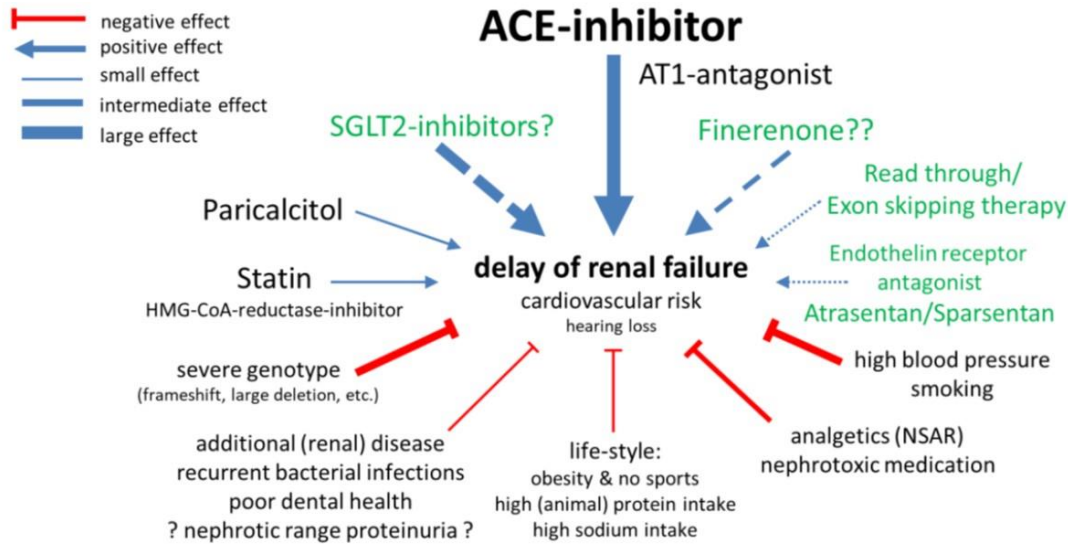 negative effect
positive effect
small effect
intermediate effect
large effect
ACE-inhibitor
AT1-antagonist
SGLT2-inhibitors?
Finerenone??
Read through/
Exon skipping therapy
Paricalcitol
Statin
HMG-CoA-reductase-inhibitor
delay of renal failure
cardiovascular risk
hearing loss
Endothelin receptor
antagonist
Atrasentan/Sparsentan
severe genotype
(frameshift, large deletion, etc.)
high blood pressure
smoking
additional (renal) disease
recurrent bacterial infections
poor dental health
? nephrotic range proteinuria ?
life-style:
obesity & no sports
high (animal) protein intake
high sodium intake
analgetics (NSAR)
nephrotoxic medication